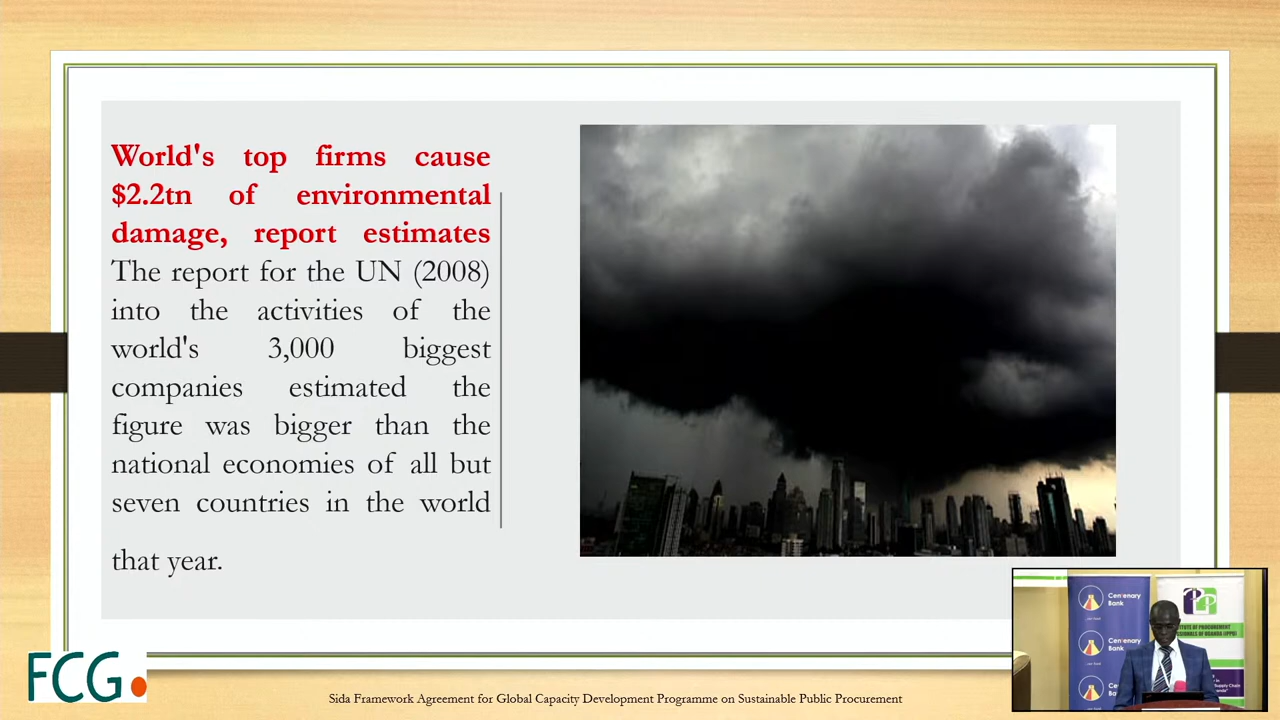 World's top firms cause
$2.2tn of environmental
damage, report estimates
The report for the UN (2008)
into the activities of the
world's 3,000 biggest
companies estimated the
figure was bigger than the
national economies of all but
seven countries in the world
that year.
FCG.
Sida Framework Agreement for Global Capacity Development Programme on Sustainable Public Procurement
Centenary
Bank
Centenary
Bank
Centenary
Bank